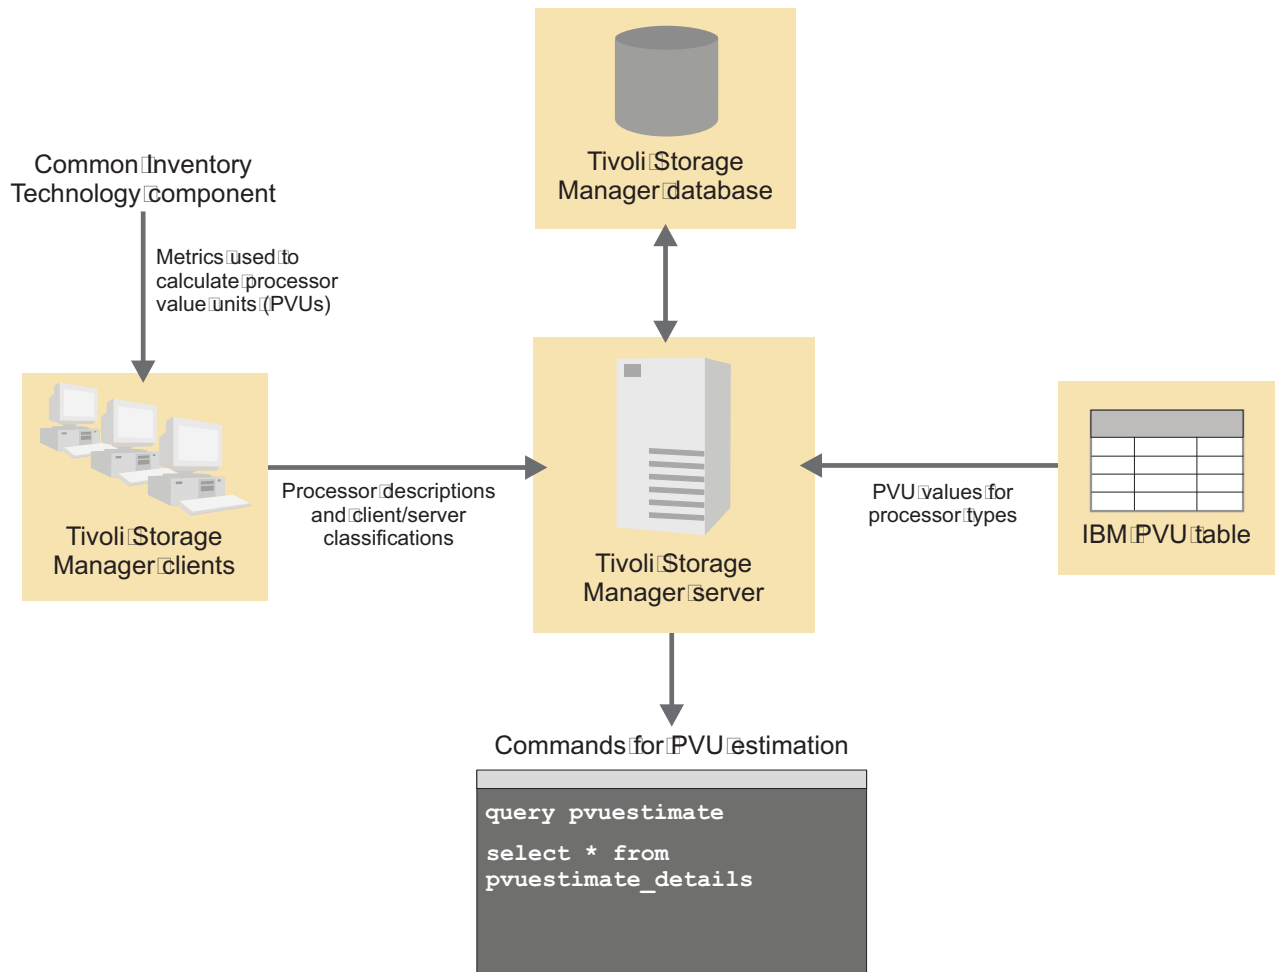 Tivoli Storage
Manager database
Common Inventory
Technology component
Metrics used to
calculate processor
value units (PVUs)
Tivoli Storage
Manager clients
Processor descriptions
and client/server
classifications
Tivoli Storage
Manager server
PVU values for
processor types
IBM PVU table
Commands for PVU estimation
query pvuestimate
select * from
pvuestimate_details